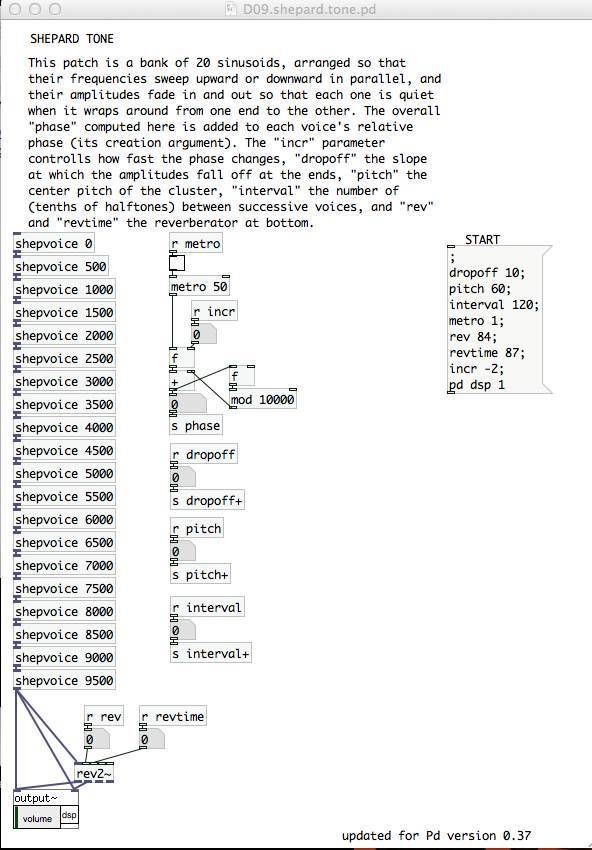 D09.shepard.tone.pd
SHEPARD TONE
This patch is a bank of 20 sinusoids, arranged so that
their frequencies sweep upward or downward in parallel, and
their amplitudes fade in and out so that each one is quiet
when it wraps around from one end to the other. The overall
"phase" computed here is added to each voice's relative
phase (its creation argument). The "incr" parameter
controlls how fast the phase changes, "dropoff" the slope
at which the amplitudes fall off at the ends, "pitch" the
center pitch of the cluster, "interval" the number of
(tenths of halftones) between successive voices, and "rev"
and "revtime" the reverberator at bottom.
shepvoice 0
shepvoice 500
shepvoice 1000
shepvoice 1500
shepvoice 2000
shepvoice 2500
shepvoice 3000
shepvoice 3500
shepvoice 4000
shepvoice 4500
shepvoice 5000
shepvoice 5500
shepvoice 6000
shepvoice 6500
shepvoice 7000
shepvoice 7500
shepvoice 8000
shepvoice 8500
shepvoice 9000
shepvoice 9500
r metro
metro 50
r incr
0
f
+
f
mod 10000
0
s phase
r dropoff
0
s dropoff+
r pitch
0
s pitch+
r interval
0
s interval+
START
;
dropoff 10;
pitch 60;
interval 120;
metro 1;
rev 84;
revtime 87;
incr -2;
pd dsp 1
r rev
0
r revtime
0
rev2~
output~
volume
dsp
updated for Pd version 0.37